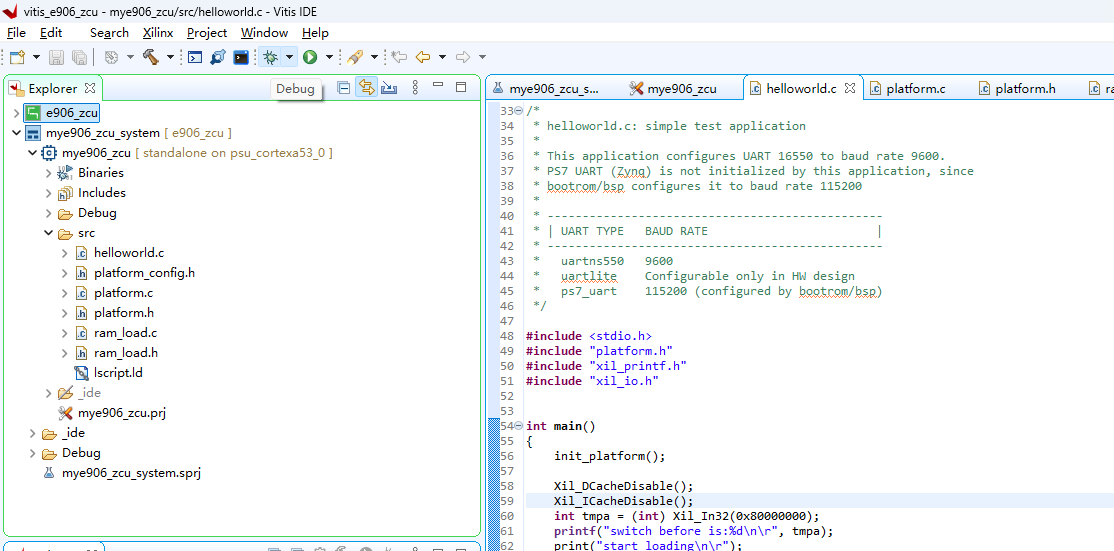 vitis_e906_zcu - mye906_zcu/src/helloworld.c - Vitis IDE
File Edit Search Xilinx Project Window Help
Debug
Explorer
e906_zcu
mye906_zcu_system [ e906_zcu ]
mye906_zcu [ standalone on psu_cortexa53_0 ]
Binaries
Includes
Debug
src
helloworld.c
platform_config.h
platform.c
platform.h
ram_load.c
ram_load.h
lscript.ld
_ide
mye906_zcu.prj
_ide
Debug
mye906_zcu_system.sprj
mye906_zcu_s... mye906_zcu helloworld.c platform.c platform.h
33 /*
34  * helloworld.c: simple test application
35  *
36  * This application configures UART 16550 to baud rate 9600.
37  * PS7 UART (Zynq) is not initialized by this application, since
38  * bootrom/bsp configures it to baud rate 115200
39  *
40  * ------------------------------------------------
41  * | UART TYPE   BAUD RATE                        |
42  * ------------------------------------------------
43  *   uartns550   9600
44  *   uartlite    Configurable only in HW design
45  *   ps7_uart    115200 (configured by bootrom/bsp)
46  */
47
48 #include <stdio.h>
49 #include "platform.h"
50 #include "xil_printf.h"
51 #include "xil_io.h"
52
53
54 int main()
55 {
56     init_platform();
57
58     Xil_DCacheDisable();
59     Xil_ICacheDisable();
60     int tmpa = (int) Xil_In32(0x80000000);
61     printf("switch before is:%d\n\r", tmpa);
62     print("start loading\n\r");